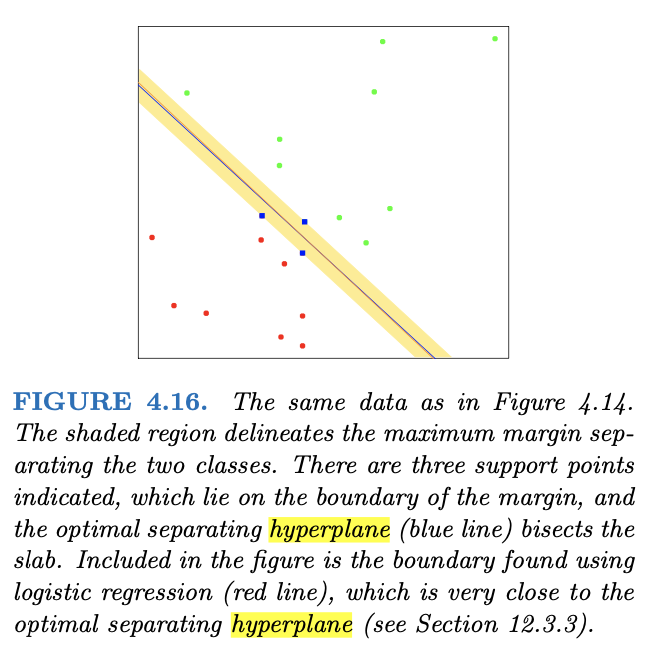 FIGURE 4.16. The same data as in Figure 4.14.
The shaded region delineates the maximum margin sep-
arating the two classes. There are three support points
indicated, which lie on the boundary of the margin, and
the optimal separating hyperplane (blue line) bisects the
slab. Included in the figure is the boundary found using
logistic regression (red line), which is very close to the
optimal separating hyperplane (see Section 12.3.3).